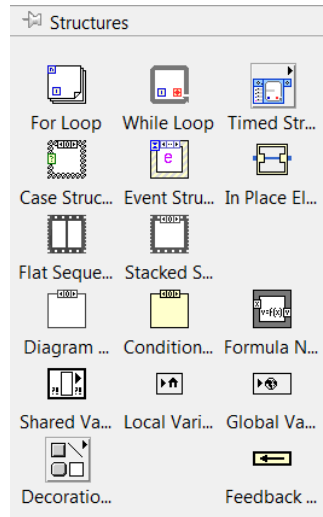 Structures
For Loop While Loop Timed Str...
Case Struc... Event Stru... In Place El...
Flat Seque... Stacked S...
Diagram ... Condition... Formula N...
Shared Va... Local Vari... Global Va...
Decoratio... Feedback ...